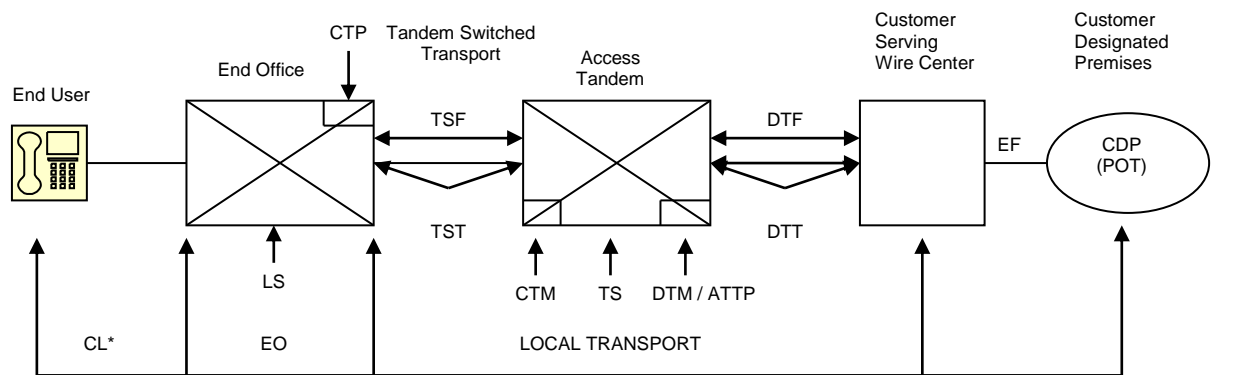 CTP
Tandem Switched
Transport
Customer
Serving
Wire Center
Customer
Designated
Premises
End Office
Access
Tandem
End User
TSF
DTF
EF
CDP
(POT)
TST
DTT
LS
CTM
TS
DTM / ATTP
CL*
EO
LOCAL TRANSPORT